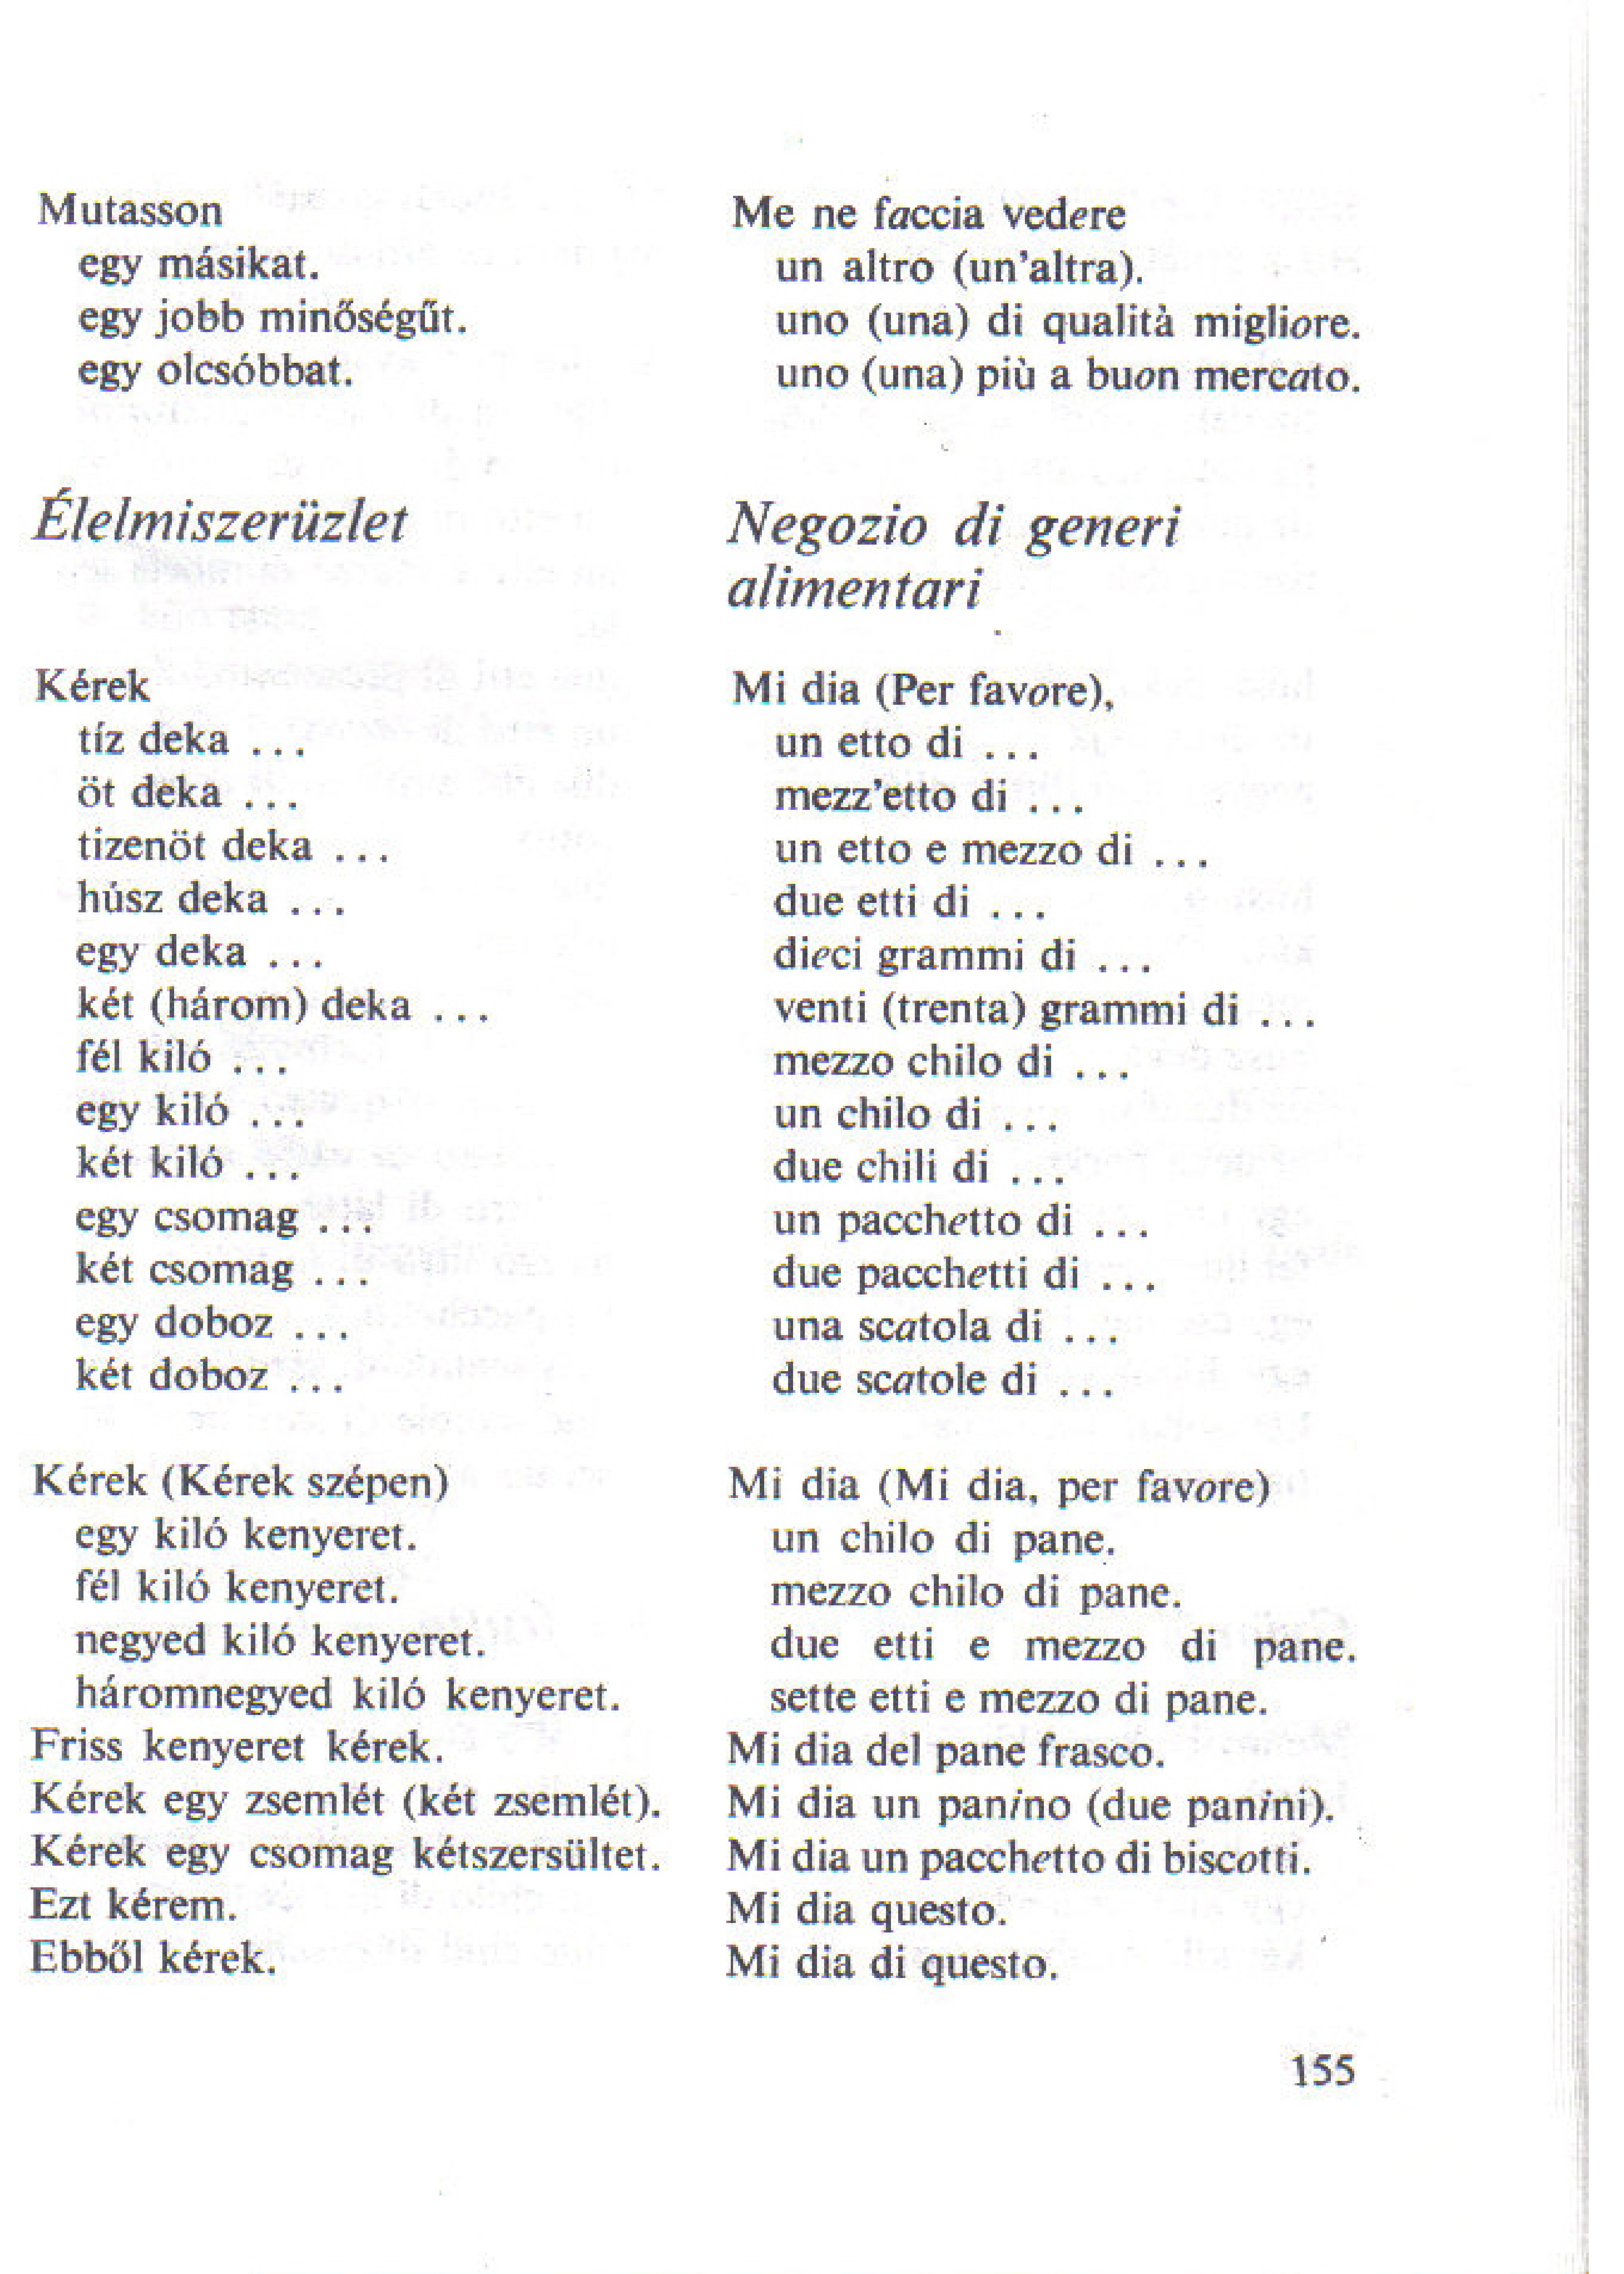 Mutasson
egy másikat.
egy jobb minőségűt.
egy olcsóbbat.
Me ne faccia vedere
un altro (un'altra).
uno (una) di qualità migliore.
uno (una) più a buon mercato.
Élelmiszerüzlet
Negozio di generi
alimentari
Kérek
tíz deka ...
öt deka ...
tizenöt deka ...
húsz deka ...
egy deka ...
két (három) deka ...
fél kiló ...
egy kiló ...
két kiló ...
egy csomag ...
két csomag ...
egy doboz ...
két doboz ...
Mi dia (Per favore),
un etto di ...
mezz'etto di ...
un etto e mezzo di ...
due etti di ...
dieci grammi di ...
venti (trenta) grammi di ...
mezzo chilo di ...
un chilo di ...
due chili di ...
un pacchetto di ...
due pacchetti di ...
una scatola di ...
due scatole di ...
Kérek (Kérek szépen)
egy kiló kenyeret.
fél kiló kenyeret.
negyed kiló kenyeret.
háromnegyed kiló kenyeret.
Friss kenyeret kérek.
Kérek egy zsemlét (két zsemlét).
Kérek egy csomag kétszersültet.
Ezt kérem.
Ebből kérek.
Mi dia (Mi dia, per favore)
un chilo di pane.
mezzo chilo di pane.
due etti e mezzo di pane.
sette etti e mezzo di pane.
Mi dia del pane frasco.
Mi dia un panino (due panini).
Mi dia un pacchetto di biscotti.
Mi dia questo.
Mi dia di questo.
155